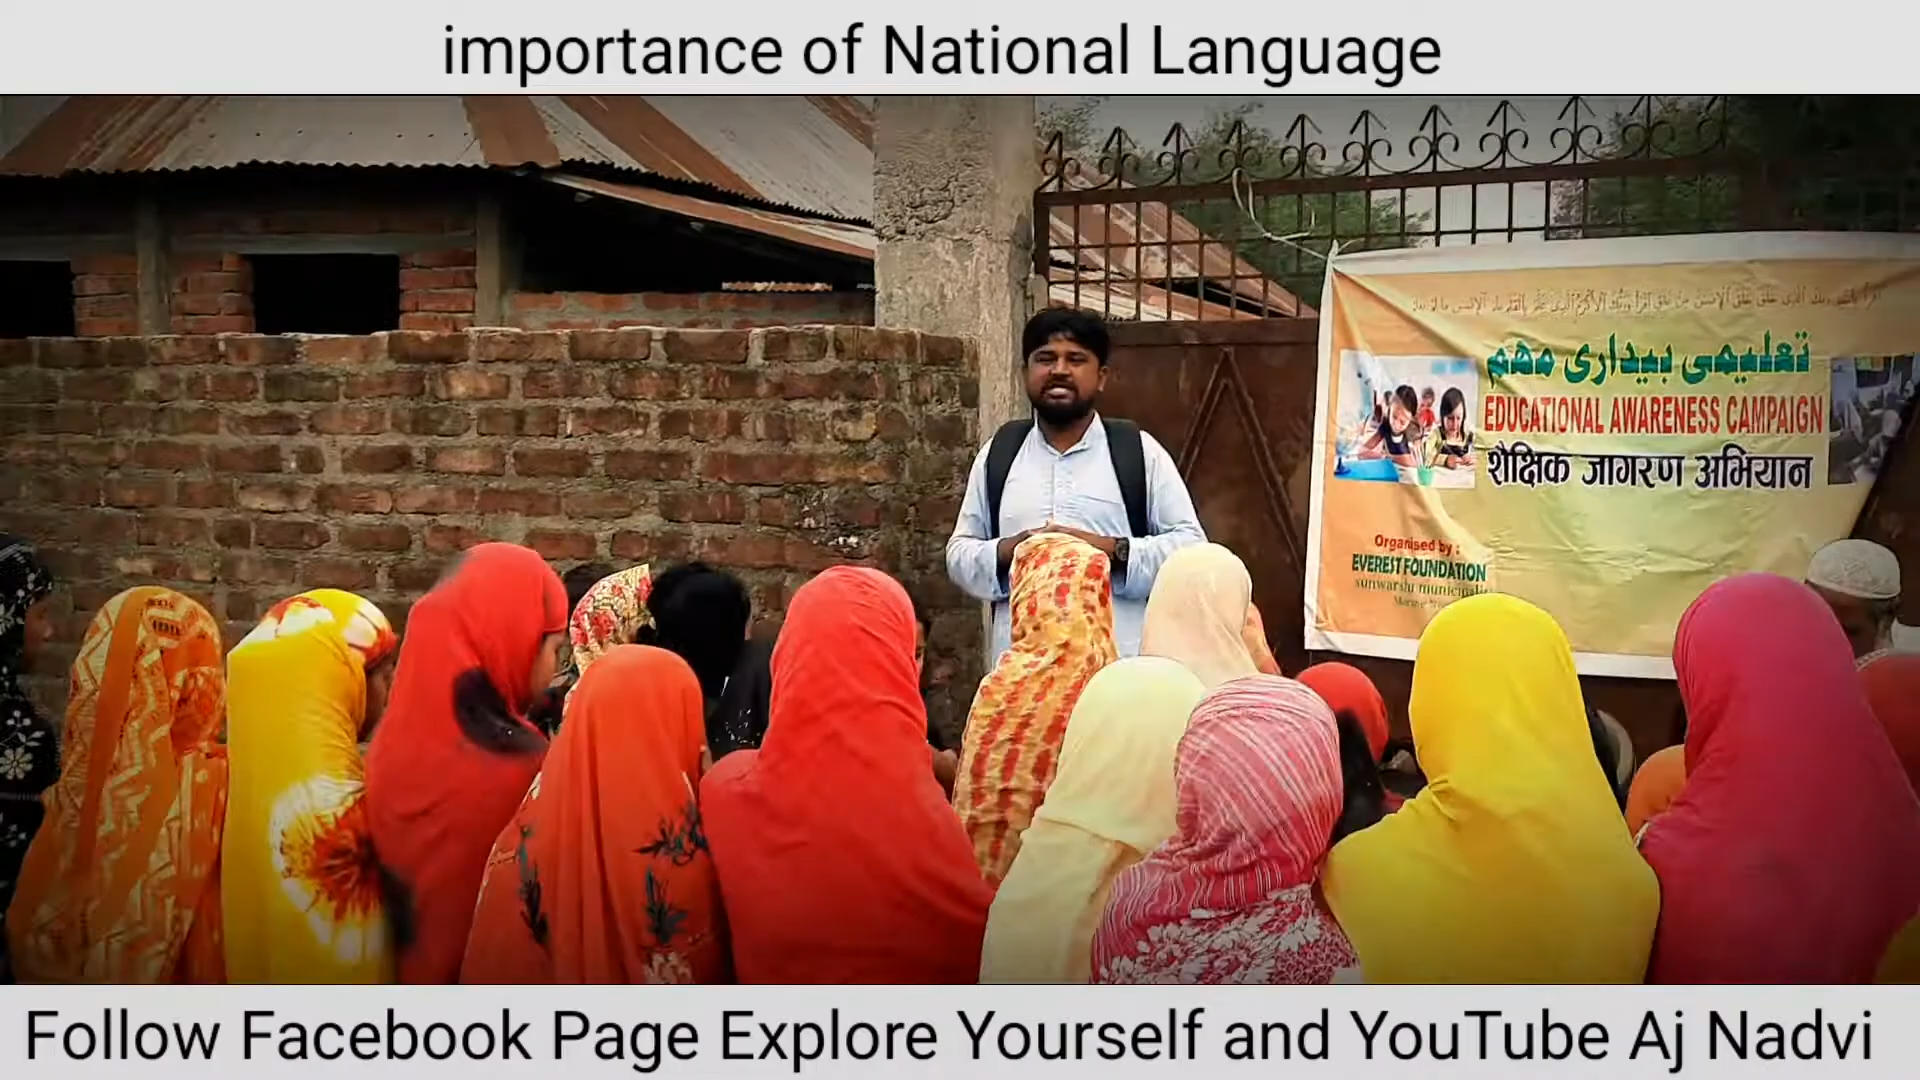 importance of National Language
تعلیمی بیداری مھم
EDUCATIONAL AWARENESS CAMPAIGN
शैक्षिक जागरण अभियान
Organised by :
EVEREST FOUNDATION
Follow Facebook Page Explore Yourself and YouTube Aj Nadvi